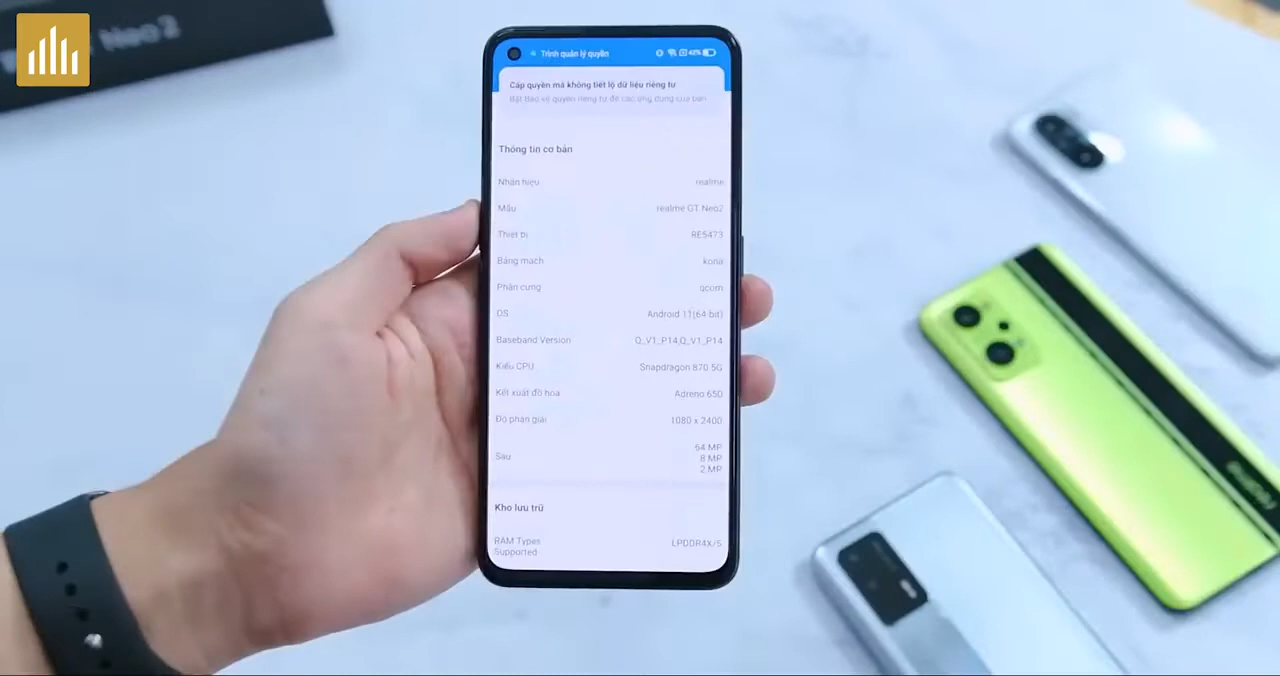 Neo2
Trình quản lý quyền
42%
Cấp quyền mà không tiết lộ dữ liệu riêng tư
Bật Bảo vệ quyền riêng tư để các ứng dụng của bạn
Thông tin cơ bản
Nhãn hiệu realme
Mẫu realme GT Neo2
Thiết bị RE5473
Bảng mạch kona
Phần cứng qcom
OS Android 11(64-bit)
Baseband Version Q_V1_P14,Q_V1_P14
Kiểu CPU Snapdragon 870 5G
Kết xuất đồ họa Adreno 650
Độ phân giải 1080 x 2400
Sau 64 MP
8 MP
2 MP
Kho lưu trữ
RAM Types LPDDR4X/5
Supported
realme